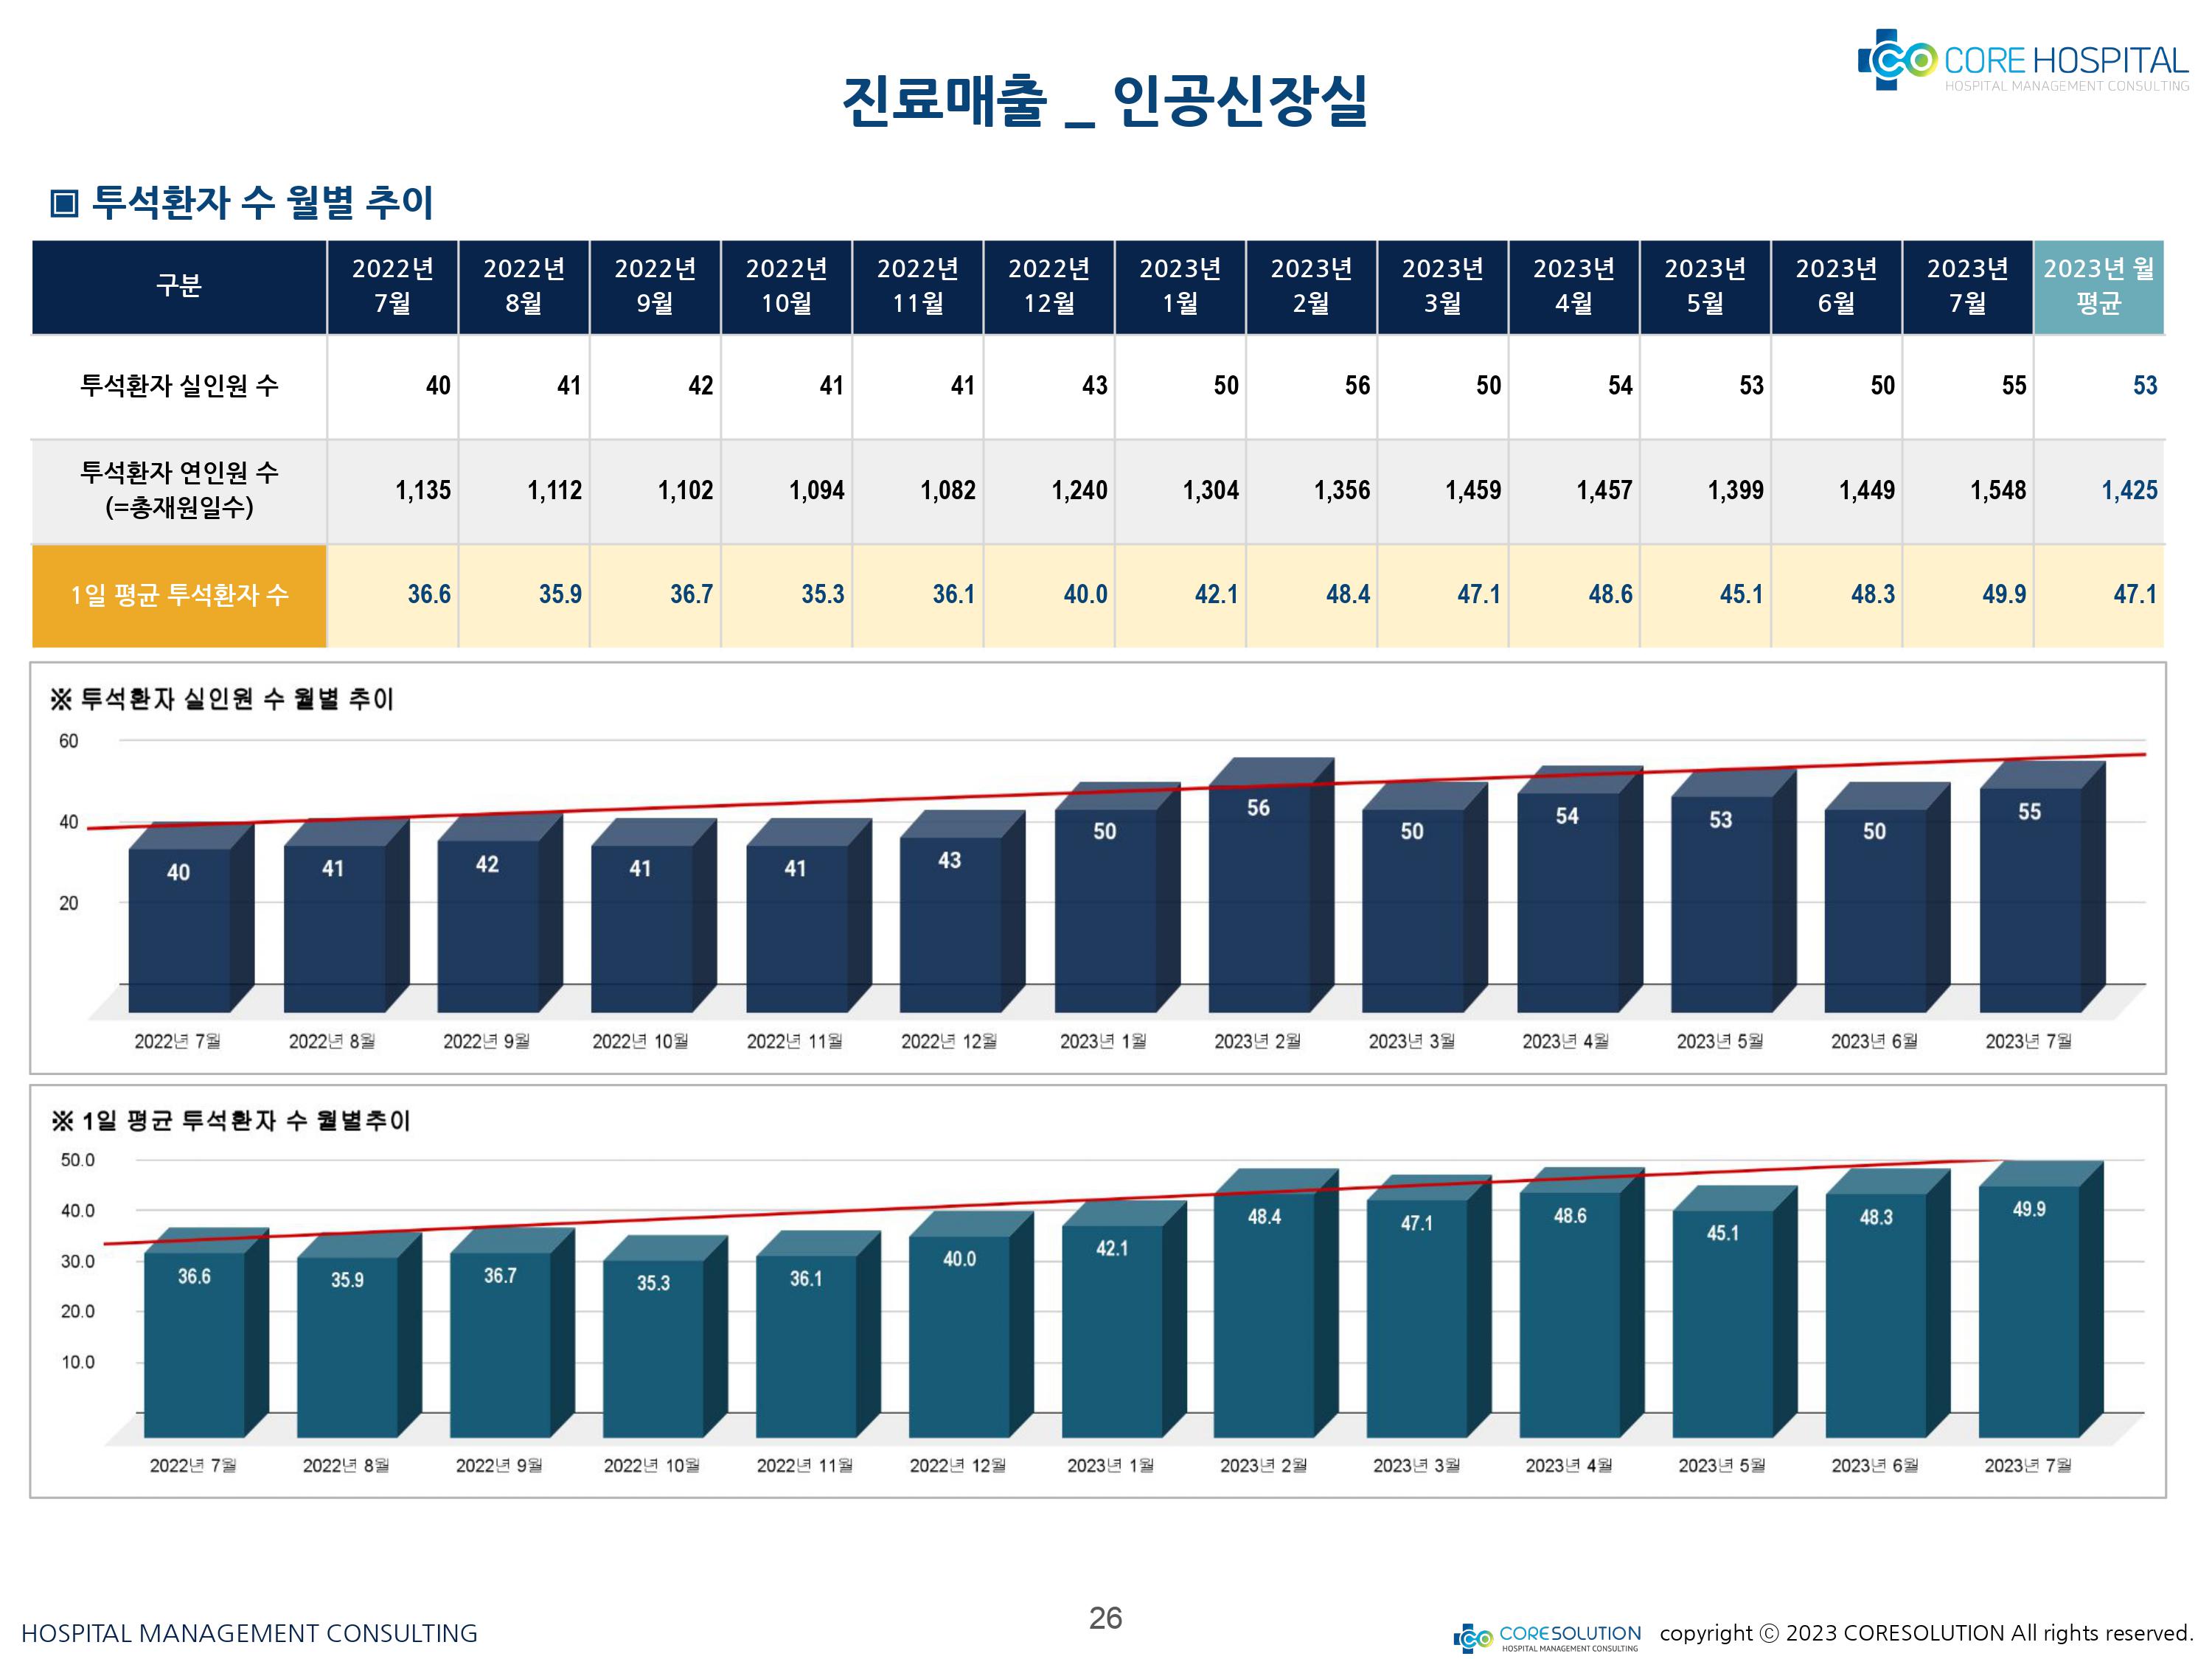 CO CORE HOSPITAL
HOSPITAL MANAGEMENT CONSULTING
진료매출 _ 인공신장실
▣ 투석환자 수 월별 추이
구분 2022년 7월 2022년 8월 2022년 9월 2022년 10월 2022년 11월 2022년 12월 2023년 1월 2023년 2월 2023년 3월 2023년 4월 2023년 5월 2023년 6월 2023년 7월 2023년 월 평균
투석환자 실인원 수 40 41 42 41 41 43 50 56 50 54 53 50 55 53
투석환자 연인원 수 (=총재원일수) 1,135 1,112 1,102 1,094 1,082 1,240 1,304 1,356 1,459 1,457 1,399 1,449 1,548 1,425
1일 평균 투석환자 수 36.6 35.9 36.7 35.3 36.1 40.0 42.1 48.4 47.1 48.6 45.1 48.3 49.9 47.1
※ 투석환자 실인원 수 월별 추이
60
40
20
40 41 42 41 41 43 50 56 50 54 53 50 55
2022년 7월 2022년 8월 2022년 9월 2022년 10월 2022년 11월 2022년 12월 2023년 1월 2023년 2월 2023년 3월 2023년 4월 2023년 5월 2023년 6월 2023년 7월
※ 1일 평균 투석환자 수 월별추이
50.0
40.0
30.0
20.0
10.0
36.6 35.9 36.7 35.3 36.1 40.0 42.1 48.4 47.1 48.6 45.1 48.3 49.9
2022년 7월 2022년 8월 2022년 9월 2022년 10월 2022년 11월 2022년 12월 2023년 1월 2023년 2월 2023년 3월 2023년 4월 2023년 5월 2023년 6월 2023년 7월
HOSPITAL MANAGEMENT CONSULTING
26
CO CORESOLUTION
HOSPITAL MANAGEMENT CONSULTING
copyright ⓒ 2023 CORESOLUTION All rights reserved.